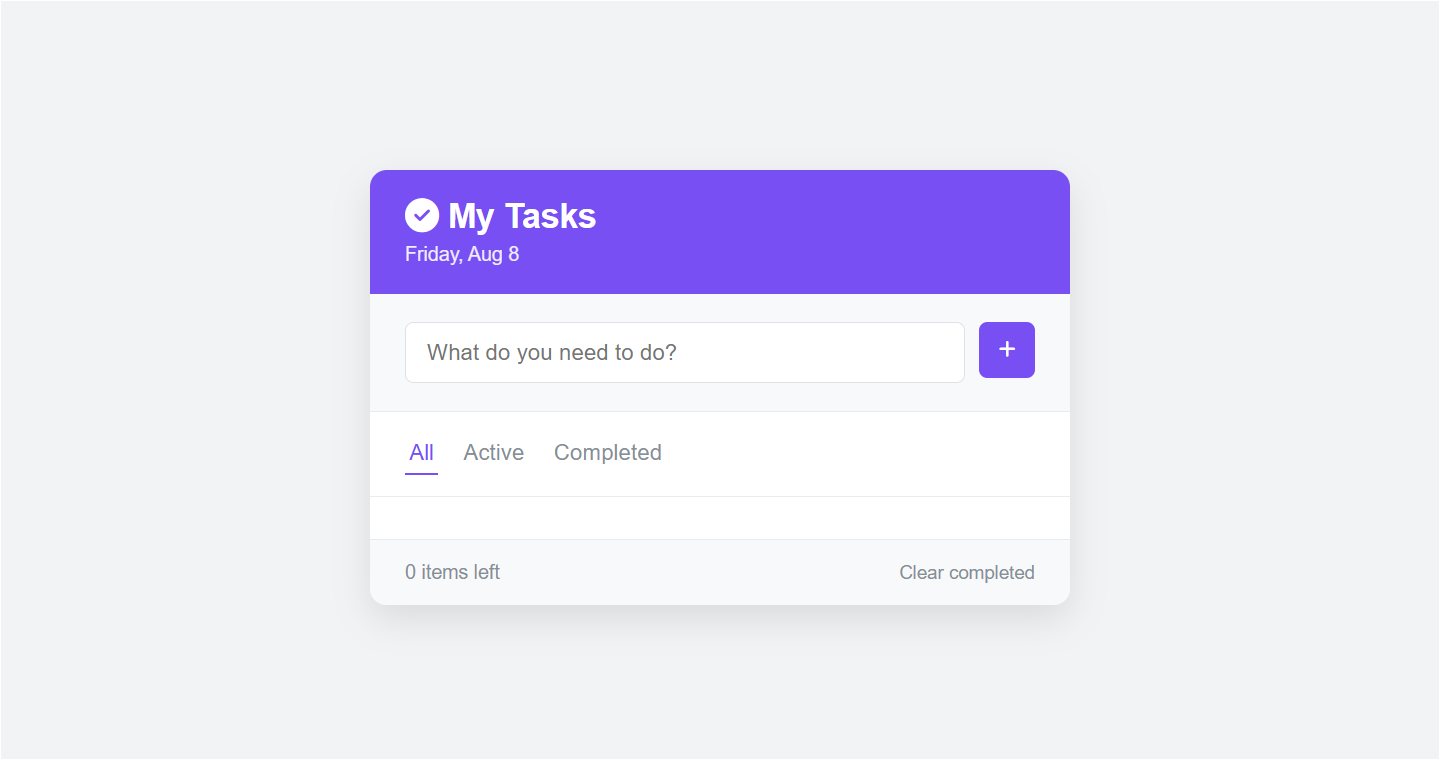 My Tasks
Friday, Aug 8
What do you need to do?
+
All Active Completed
0 items left Clear completed